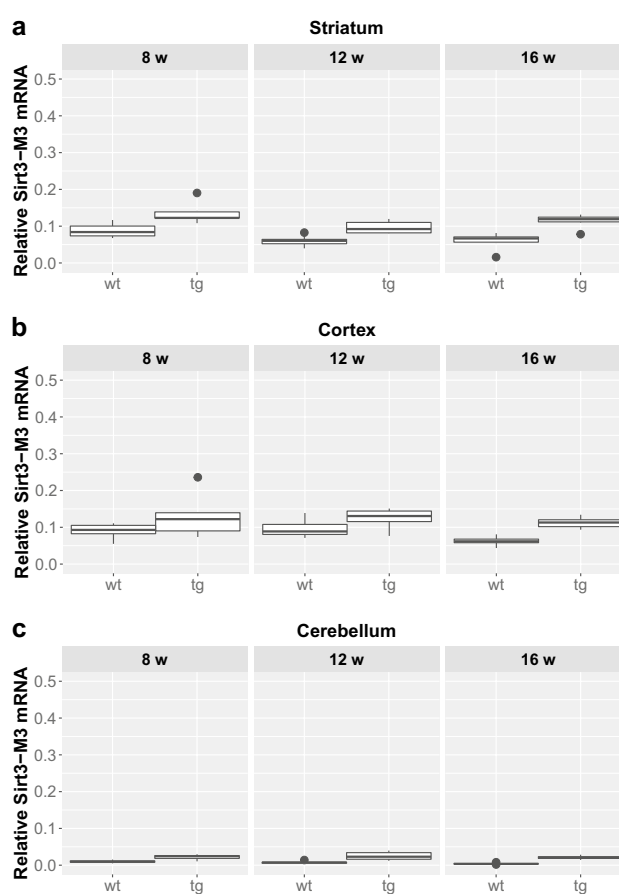 a
Striatum
8 w 12 w 16 w
Relative Sirt3−M3 mRNA
0.5
0.4
0.3
0.2
0.1
0.0
wt tg wt tg wt tg
b
Cortex
8 w 12 w 16 w
Relative Sirt3−M3 mRNA
0.5
0.4
0.3
0.2
0.1
0.0
wt tg wt tg wt tg
c
Cerebellum
8 w 12 w 16 w
Relative Sirt3−M3 mRNA
0.5
0.4
0.3
0.2
0.1
0.0
wt tg wt tg wt tg